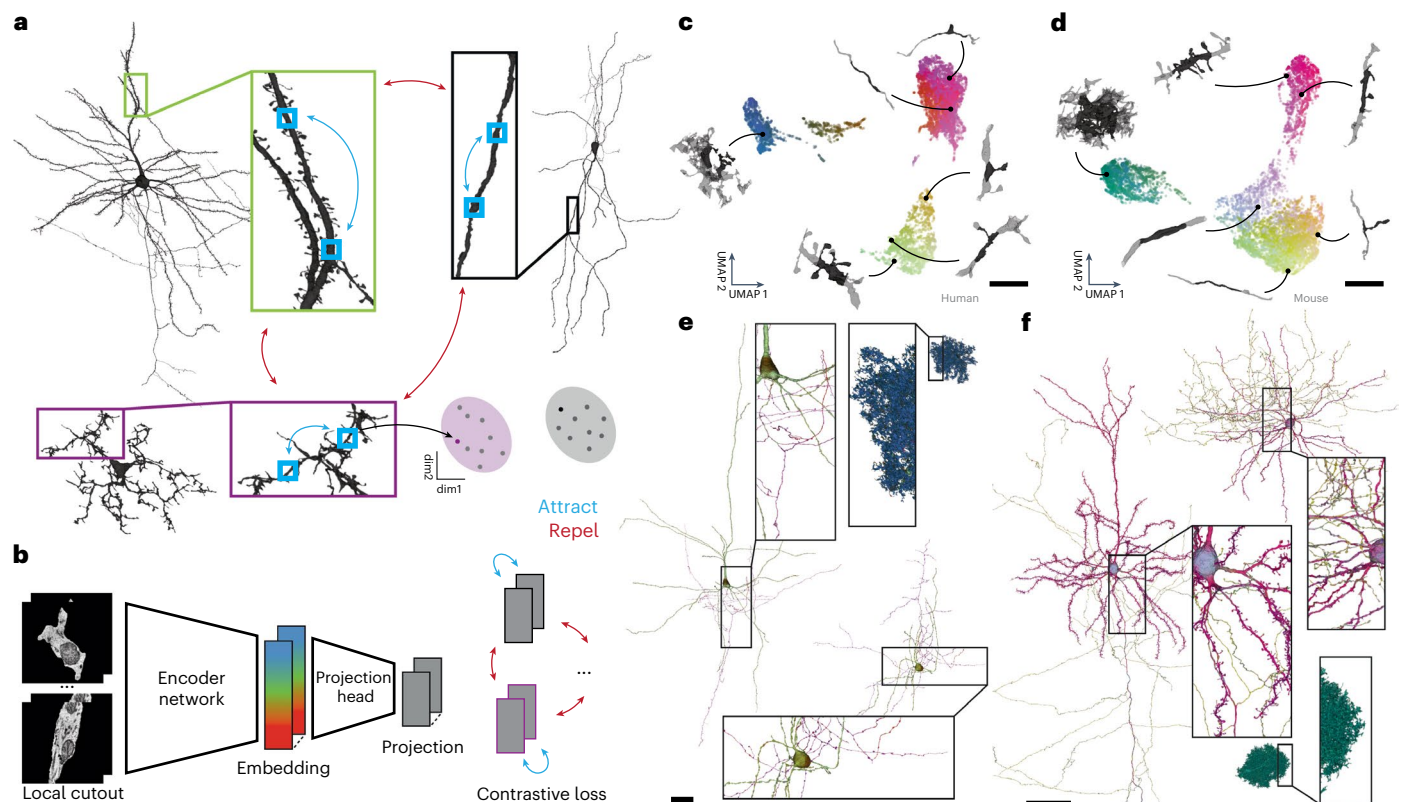 a
dim2
dim1
Attract
Repel
b
...
Local cutout
Encoder
network
Embedding
Projection
head
Projection
...
Contrastive loss
c
UMAP 2
UMAP 1
Human
d
UMAP 2
UMAP 1
Mouse
e
f